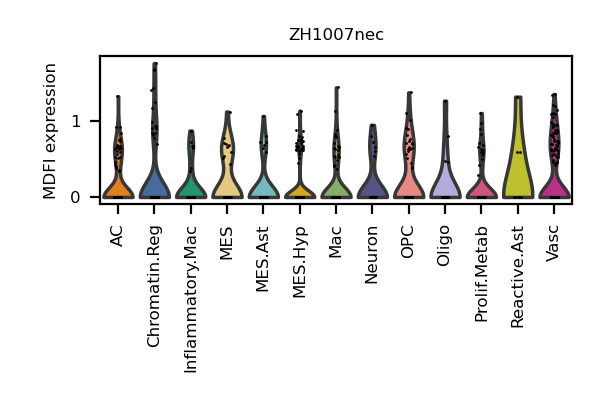 ZH1007nec
MDFI expression
1
0
AC
Chromatin.Reg
Inflammatory.Mac
MES
MES.Ast
MES.Hyp
Mac
Neuron
OPC
Oligo
Prolif.Metab
Reactive.Ast
Vasc